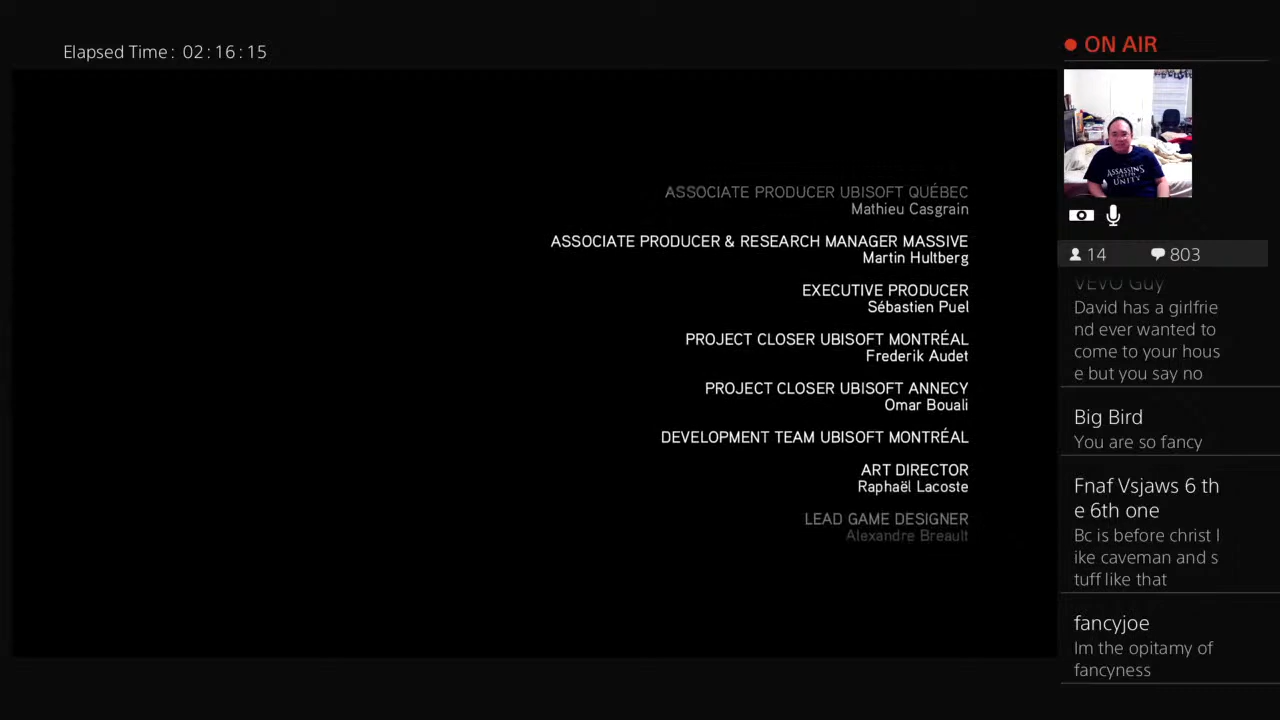 Elapsed Time: 02:16:15
ON AIR
ASSASSINS
UNITY
14
803
ASSOCIATE PRODUCER UBISOFT QUÉBEC
Mathieu Casgrain
ASSOCIATE PRODUCER & RESEARCH MANAGER MASSIVE
Martin Hultberg
EXECUTIVE PRODUCER
Sébastien Puel
PROJECT CLOSER UBISOFT MONTRÉAL
Frederik Audet
PROJECT CLOSER UBISOFT ANNECY
Omar Bouali
DEVELOPMENT TEAM UBISOFT MONTRÉAL
ART DIRECTOR
Raphaël Lacoste
LEAD GAME DESIGNER
Alexandre Breault
VEVO Guy
David has a girlfrie
nd ever wanted to
come to your hous
e but you say no
Big Bird
You are so fancy
Fnaf Vsjaws 6 th
e 6th one
Bc is before christ l
ike caveman and s
tuff like that
fancyjoe
Im the opitamy of
fancyness